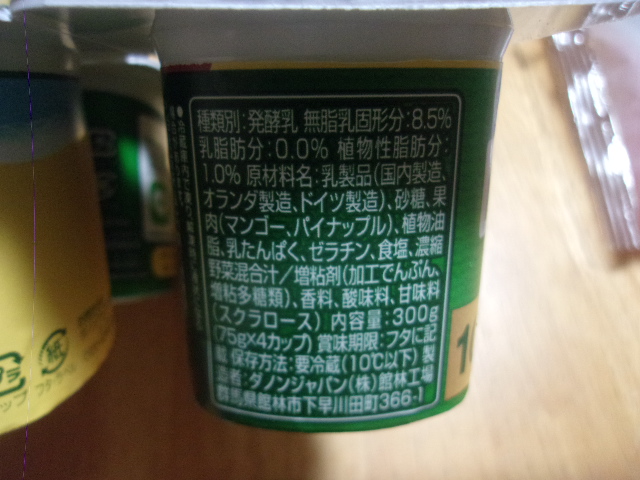 種類別:発酵乳 無脂乳固形分:8.5%
乳脂肪分:0.0% 植物性脂肪分:
1.0% 原材料名:乳製品(国内製造、
オランダ製造、ドイツ製造)、砂糖、果
肉(マンゴー、パイナップル)、植物油
脂、乳たんぱく、ゼラチン、食塩、濃縮
野菜混合汁/増粘剤(加工でんぷん、
増粘多糖類)、香料、酸味料、甘味料
(スクラロース) 内容量:300g
(75g×4カップ) 賞味期限:フタに記
載 保存方法:要冷蔵(10℃以下) 製
造者:ダノンジャパン(株)館林工場
群馬県館林市下早川田町366-1
紙